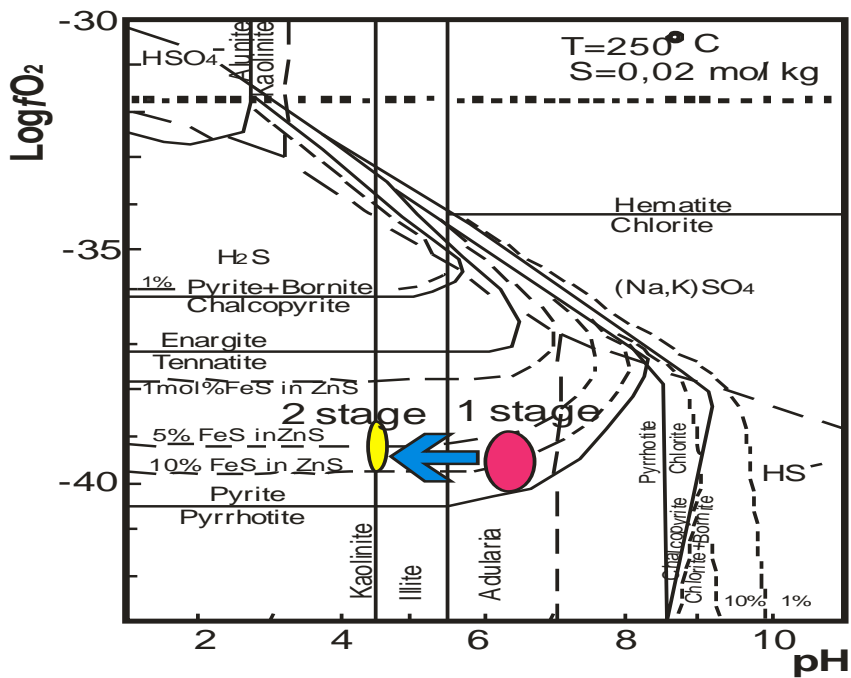 -30
HSO4-
Alunite
Kaolinite
T=250° C
S=0,02 mol kg
LogfO2
Hematite
Chlorite
-35
H2S
(Na,K)SO4
1% Pyrite+Bornite
Chalcopyrite
Enargite
Tennatite
1mol%FeS in ZnS
2 stage
1 stage
5% FeS inZnS
10% FeS in ZnS
-40
Pyrite
Pyrrhotite
HS-
Kaolinite
Illite
Adularia
Pyrrhotite
Chlorite
Chalcopyrite
Chlorite+Bornite
10%
1%
2
4
6
8
10
pH